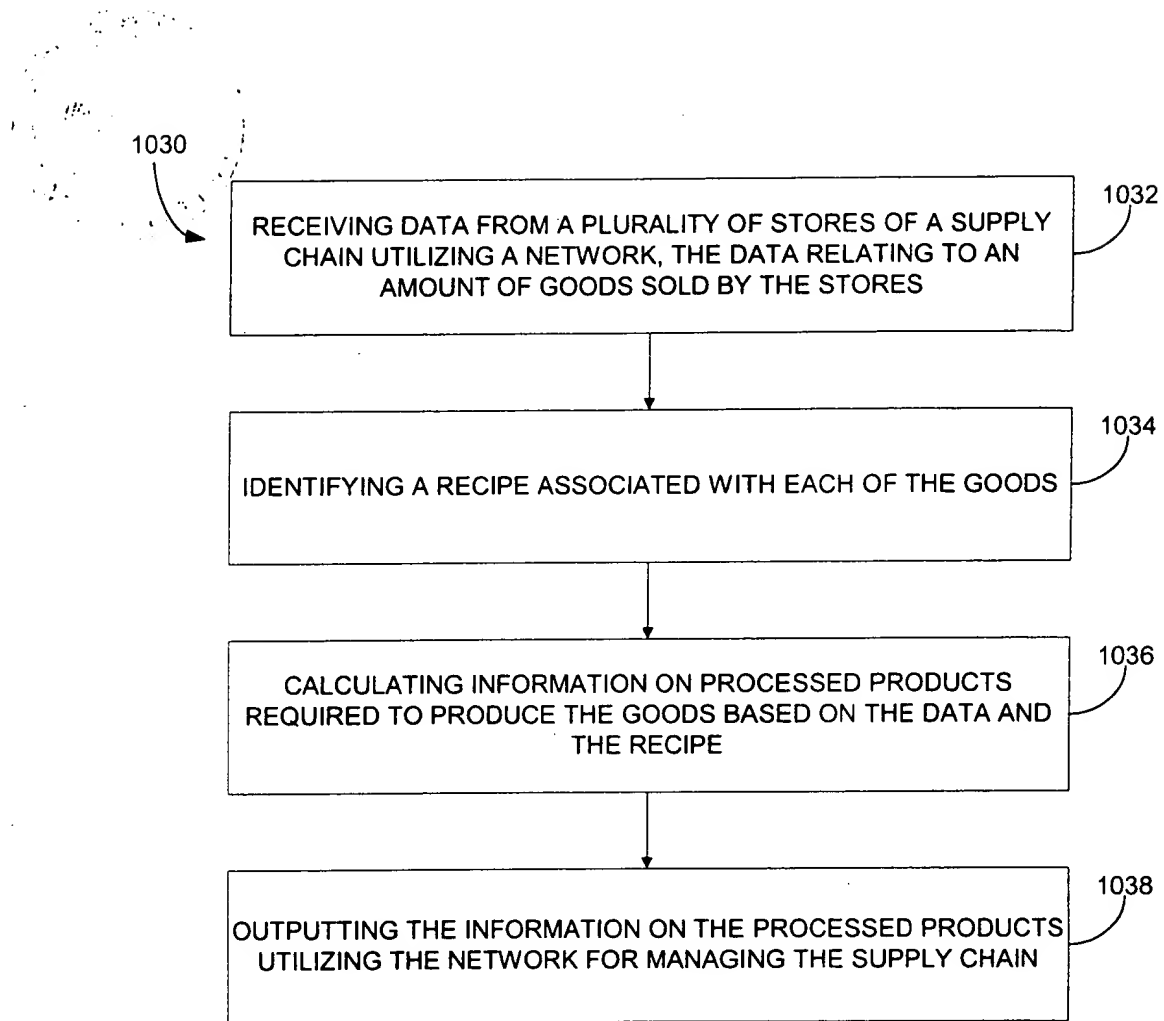 1030
1032
RECEIVING DATA FROM A PLURALITY OF STORES OF A SUPPLY
CHAIN UTILIZING A NETWORK, THE DATA RELATING TO AN
AMOUNT OF GOODS SOLD BY THE STORES
1034
IDENTIFYING A RECIPE ASSOCIATED WITH EACH OF THE GOODS
1036
CALCULATING INFORMATION ON PROCESSED PRODUCTS
REQUIRED TO PRODUCE THE GOODS BASED ON THE DATA AND
THE RECIPE
1038
OUTPUTTING THE INFORMATION ON THE PROCESSED PRODUCTS
UTILIZING THE NETWORK FOR MANAGING THE SUPPLY CHAIN